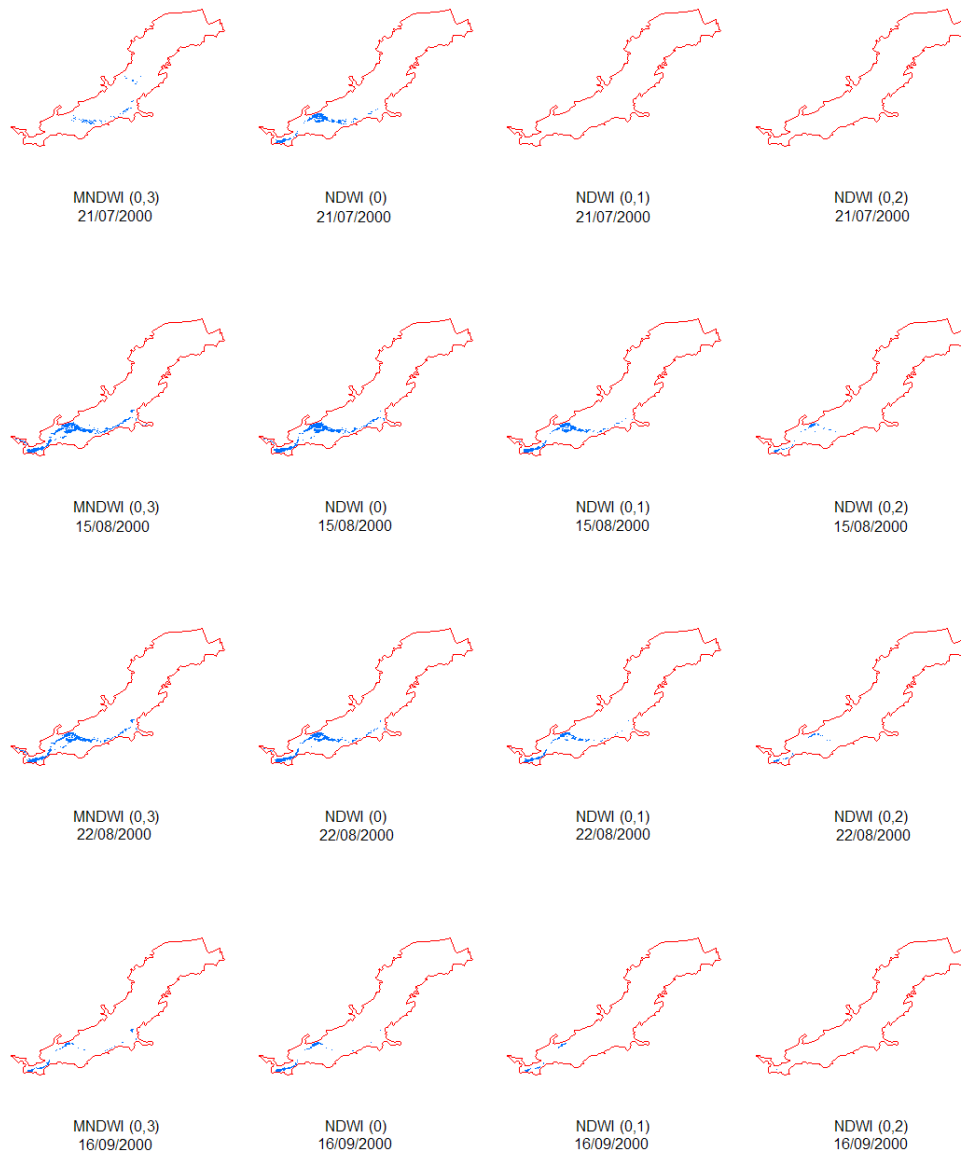 MNDWI (0,3)
21/07/2000
NDWI (0)
21/07/2000
NDWI (0,1)
21/07/2000
NDWI (0,2)
21/07/2000
MNDWI (0,3)
15/08/2000
NDWI (0)
15/08/2000
NDWI (0,1)
15/08/2000
NDWI (0,2)
15/08/2000
MNDWI (0,3)
22/08/2000
NDWI (0)
22/08/2000
NDWI (0,1)
22/08/2000
NDWI (0,2)
22/08/2000
MNDWI (0,3)
16/09/2000
NDWI (0)
16/09/2000
NDWI (0,1)
16/09/2000
NDWI (0,2)
16/09/2000